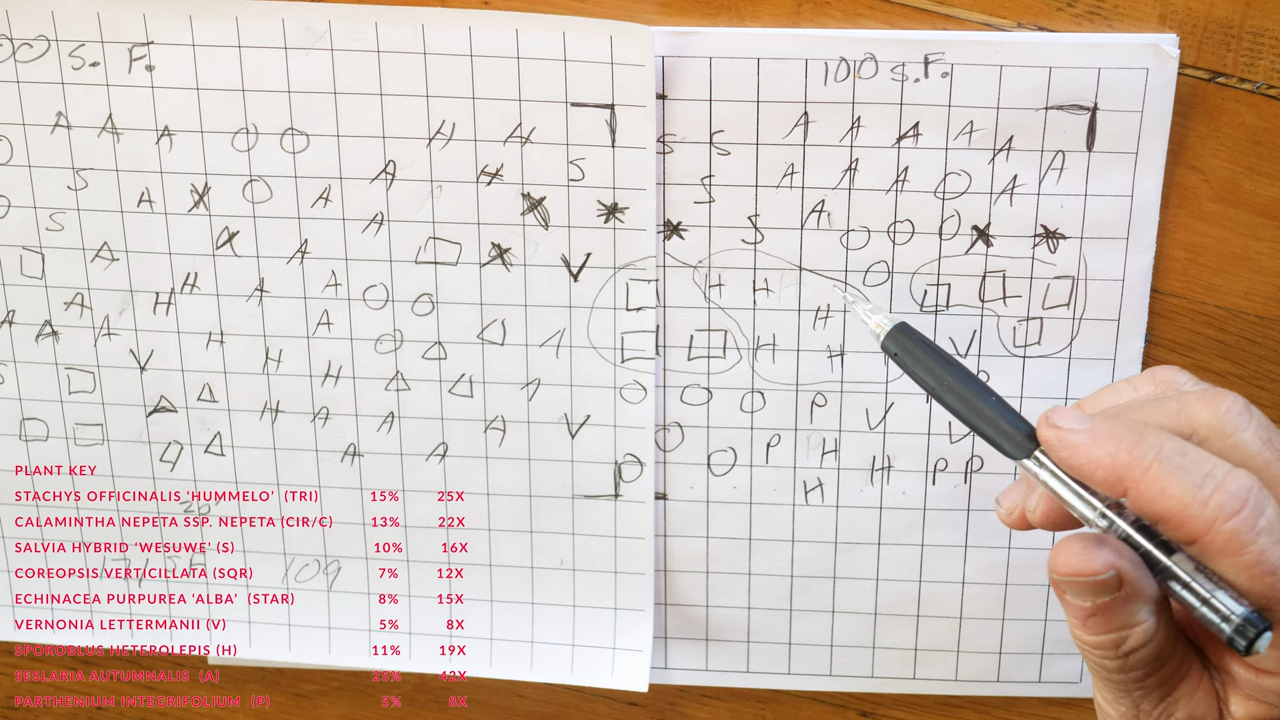 S. F.
100 S.F.
A A A H H
S S A A A A
A A
A H S
S A A A A A
S A
A S A
A A A
V
H A A H H
A H
A A H A H
V H H H V
H
H A A A V P V
A A P H H P P
H
PLANT KEY
STACHYS OFFICINALIS ‘HUMMELO’ (TRI) 15% 25X
CALAMINTHA NEPETA SSP. NEPETA (CIR/C) 13% 22X
SALVIA HYBRID ‘WESUWE’ (S) 10% 16X
COREOPSIS VERTICILLATA (SQR) 7% 12X
ECHINACEA PURPUREA ‘ALBA’ (STAR) 8% 15X
VERNONIA LETTERMANII (V) 5% 8X
SPOROBLUS HETEROLEPIS (H) 11% 19X
SESLARIA AUTUMNALIS (A) 25% 42X
PARTHENIUM INTEGRIFOLIUM (P) 5% 8X
109